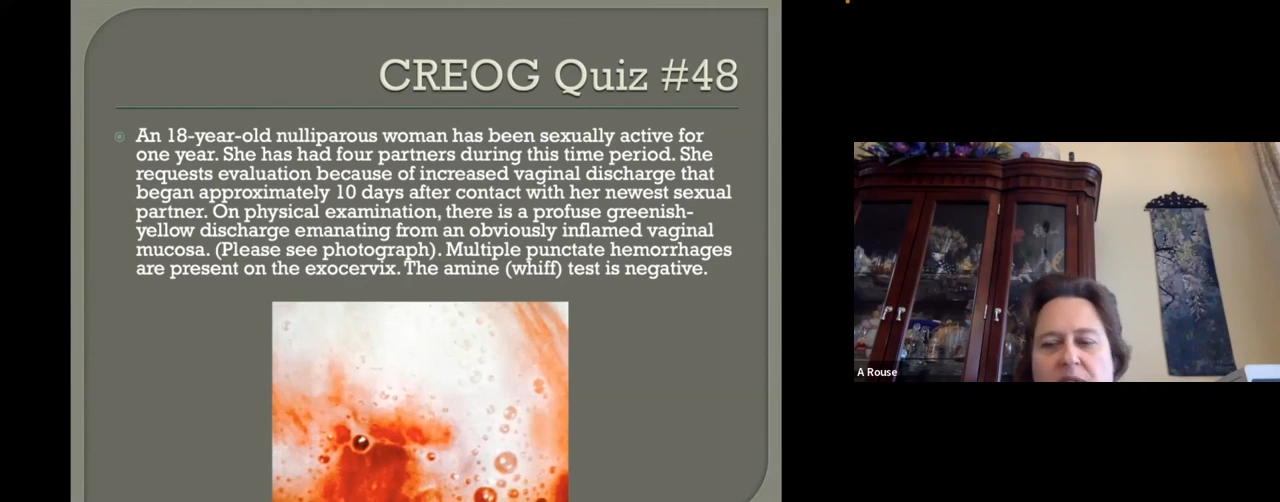 CREOG Quiz #48
An 18-year-old nulliparous woman has been sexually active for
one year. She has had four partners during this time period. She
requests evaluation because of increased vaginal discharge that
began approximately 10 days after contact with her newest sexual
partner. On physical examination, there is a profuse greenish-
yellow discharge emanating from an obviously inflamed vaginal
mucosa. (Please see photograph). Multiple punctate hemorrhages
are present on the exocervix. The amine (whiff) test is negative.
A Rouse